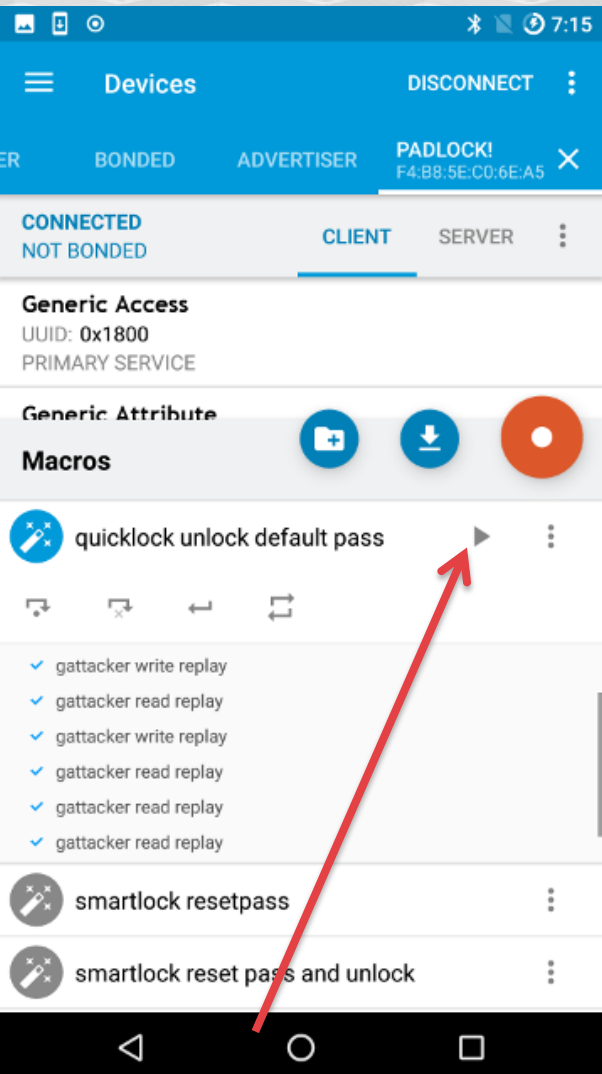 7:15
Devices
DISCONNECT
ER
BONDED
ADVERTISER
PADLOCK!
F4:B8:5E:C0:6E:A5
CONNECTED
NOT BONDED
CLIENT
SERVER
Generic Access
UUID: 0x1800
PRIMARY SERVICE
Generic Attribute
Macros
quicklock unlock default pass
gattacker write replay
gattacker read replay
gattacker write replay
gattacker read replay
gattacker read replay
gattacker read replay
smartlock resetpass
smartlock reset pass and unlock